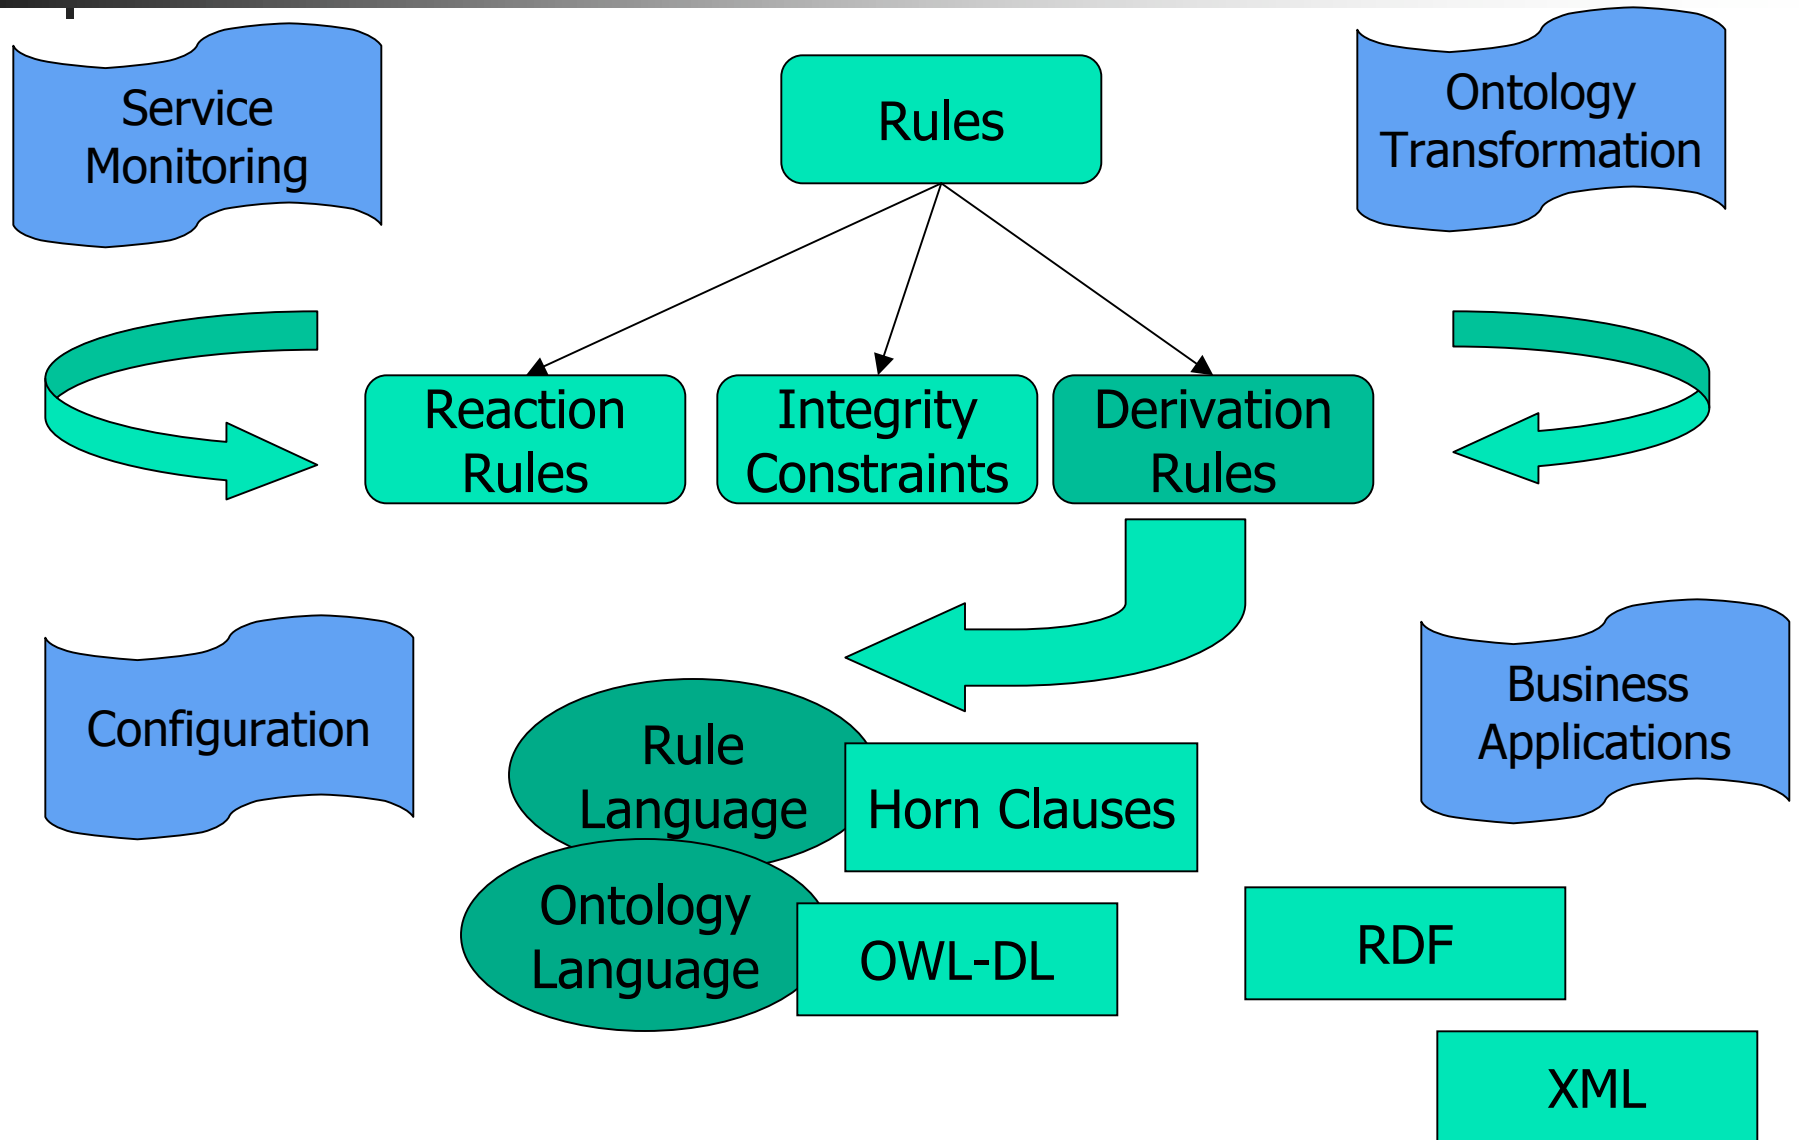 Service
Monitoring
Rules
Ontology
Transformation
Reaction
Rules
Integrity
Constraints
Derivation
Rules
Configuration
Business
Applications
Rule
Language
Horn Clauses
Ontology
Language
OWL-DL
RDF
XML